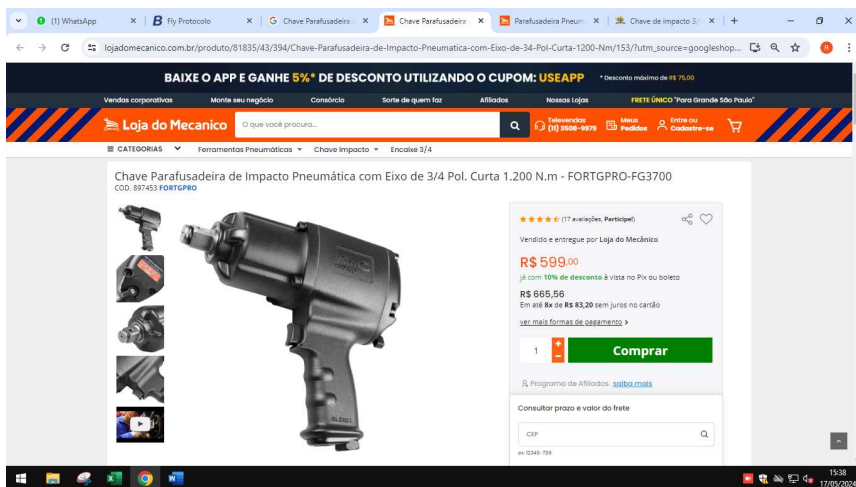 (1) WhatsApp
Fly Protocolo
Chave Parafusadeira
Chave Parafusadeira
Parafusadeira Pneum
Chave de impacto 3/
lojadomecanico.com.br/produto/81835/43/394/Chave-Parafusadeira-de-Impacto-Pneumatica-com-Eixo-de-34-Pol-Curta-1200-Nm/153/?utm_source=googleshop...
BAIXE O APP E GANHE 5%* DE DESCONTO UTILIZANDO O CUPOM: USEAPP *Desconto máximo de R$ 75,00
Vendas corporativas Monte seu negócio Consórcio Sorte de quem faz Afiliados Nossas Lojas FRETE ÚNICO "Para Grande São Paulo"
Loja do Mecanico O que você procura... Televendas (11) 3508-9979 Meus Pedidos Entre ou Cadastre-se
CATEGORIAS Ferramentas Pneumáticas Chave Impacto Encaixe 3/4
Chave Parafusadeira de Impacto Pneumática com Eixo de 3/4 Pol. Curta 1.200 N.m - FORTGPRO-FG3700
COD. 897453 FORTGPRO
(17 avaliações, Participe!)
Vendido e entregue por Loja do Mecânico
R$ 599,00
já com 10% de desconto à vista no Pix ou boleto
R$ 665,56
Em até 8x de R$ 83,20 sem juros no cartão
ver mais formas de pagamento >
1 + − Comprar
Programa de Afiliados. saiba mais
Consultar prazo e valor do frete
CEP
ex: 12345-789
15:38
17/05/2024